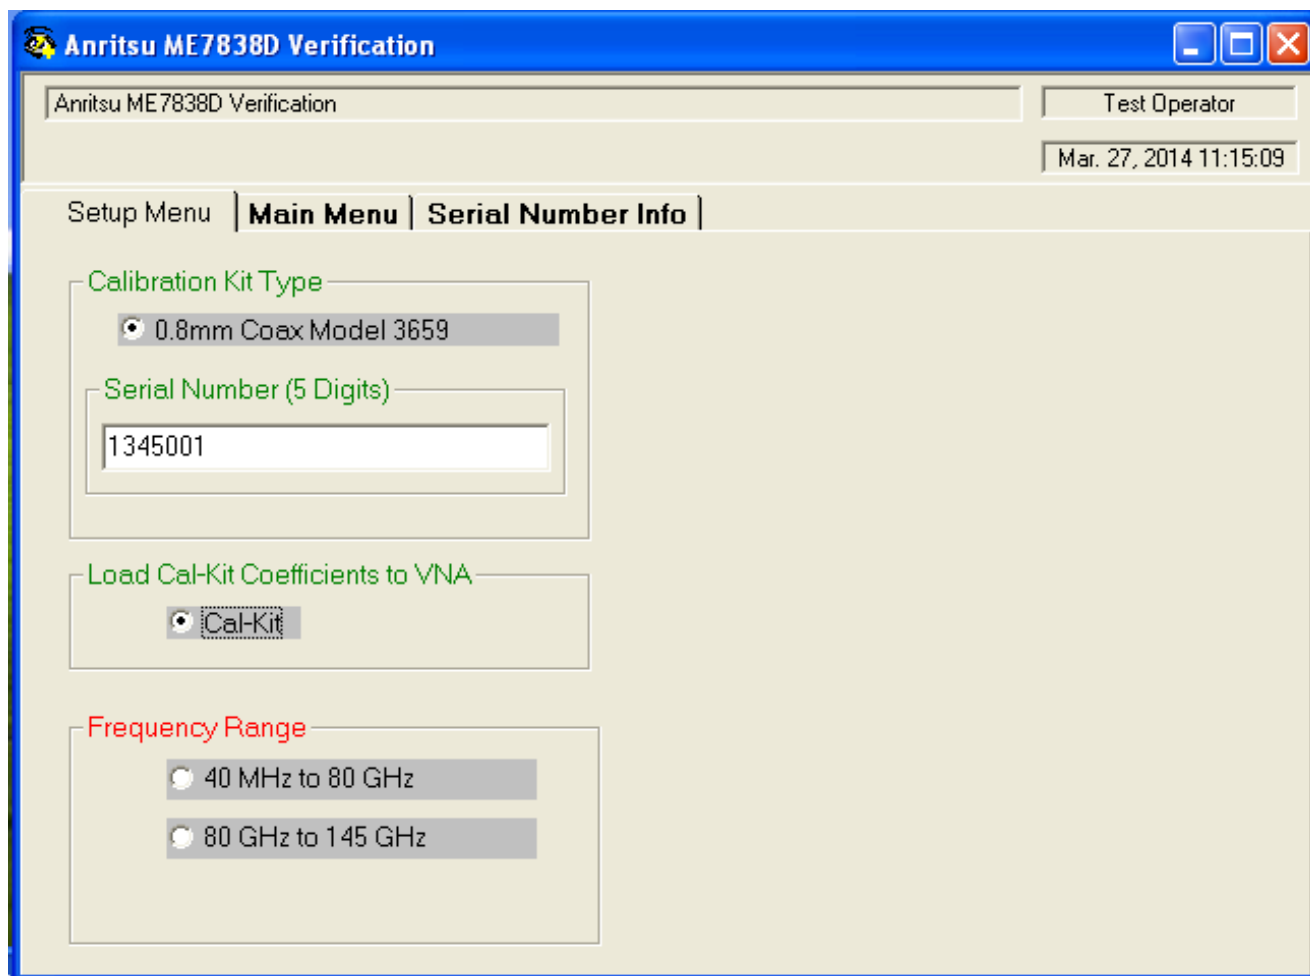 Anritsu ME7838D Verification
Anritsu ME7838D Verification
Test Operator
Mar. 27, 2014 11:15:09
Setup Menu Main Menu Serial Number Info
Calibration Kit Type
0.8mm Coax Model 3659
Serial Number (5 Digits)
1345001
Load Cal-Kit Coefficients to VNA
Cal-Kit
Frequency Range
40 MHz to 80 GHz
80 GHz to 145 GHz